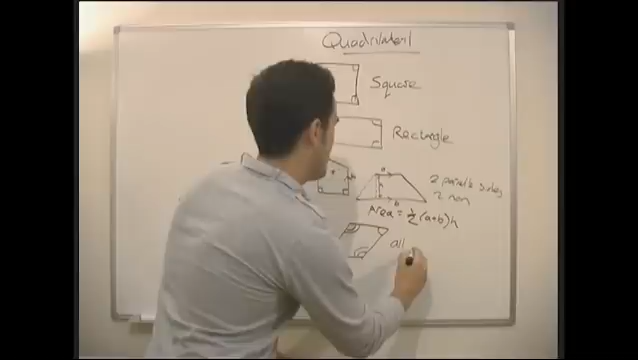 Quadrilateral
Square
Rectangle
a
h
b
2 parallel sides
2 non
Area = ½(a+b)h
all